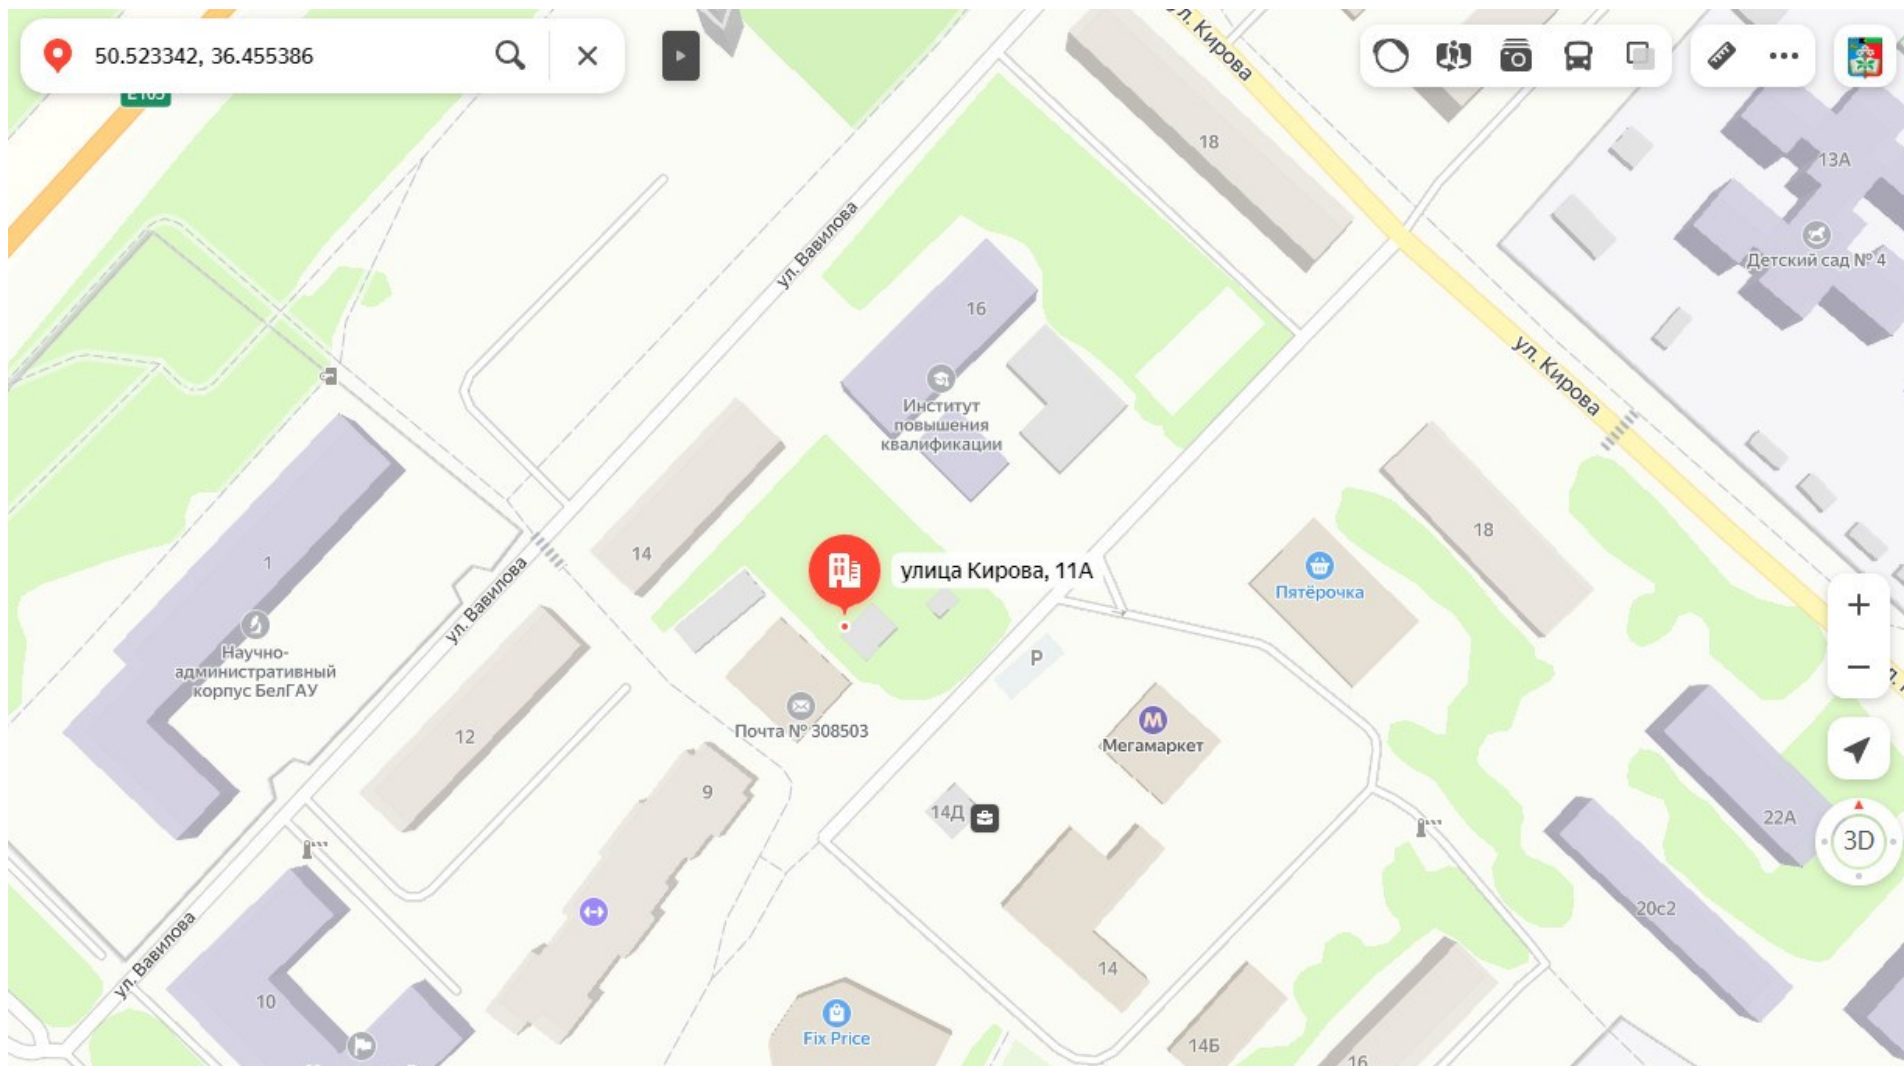 50.523342, 36.455386
E105
ул. Кирова
18
13А
Детский сад № 4
ул. Вавилова
16
Институт
повышения
квалификации
ул. Кирова
18
14
улица Кирова, 11А
Пятёрочка
1
Научно-
административный
корпус БелГАУ
ул. Вавилова
P
12
Почта № 308503
М
Мегамаркет
9
14Д
22А
3D
20с2
ул. Вавилова
10
14
Fix Price
14Б
16